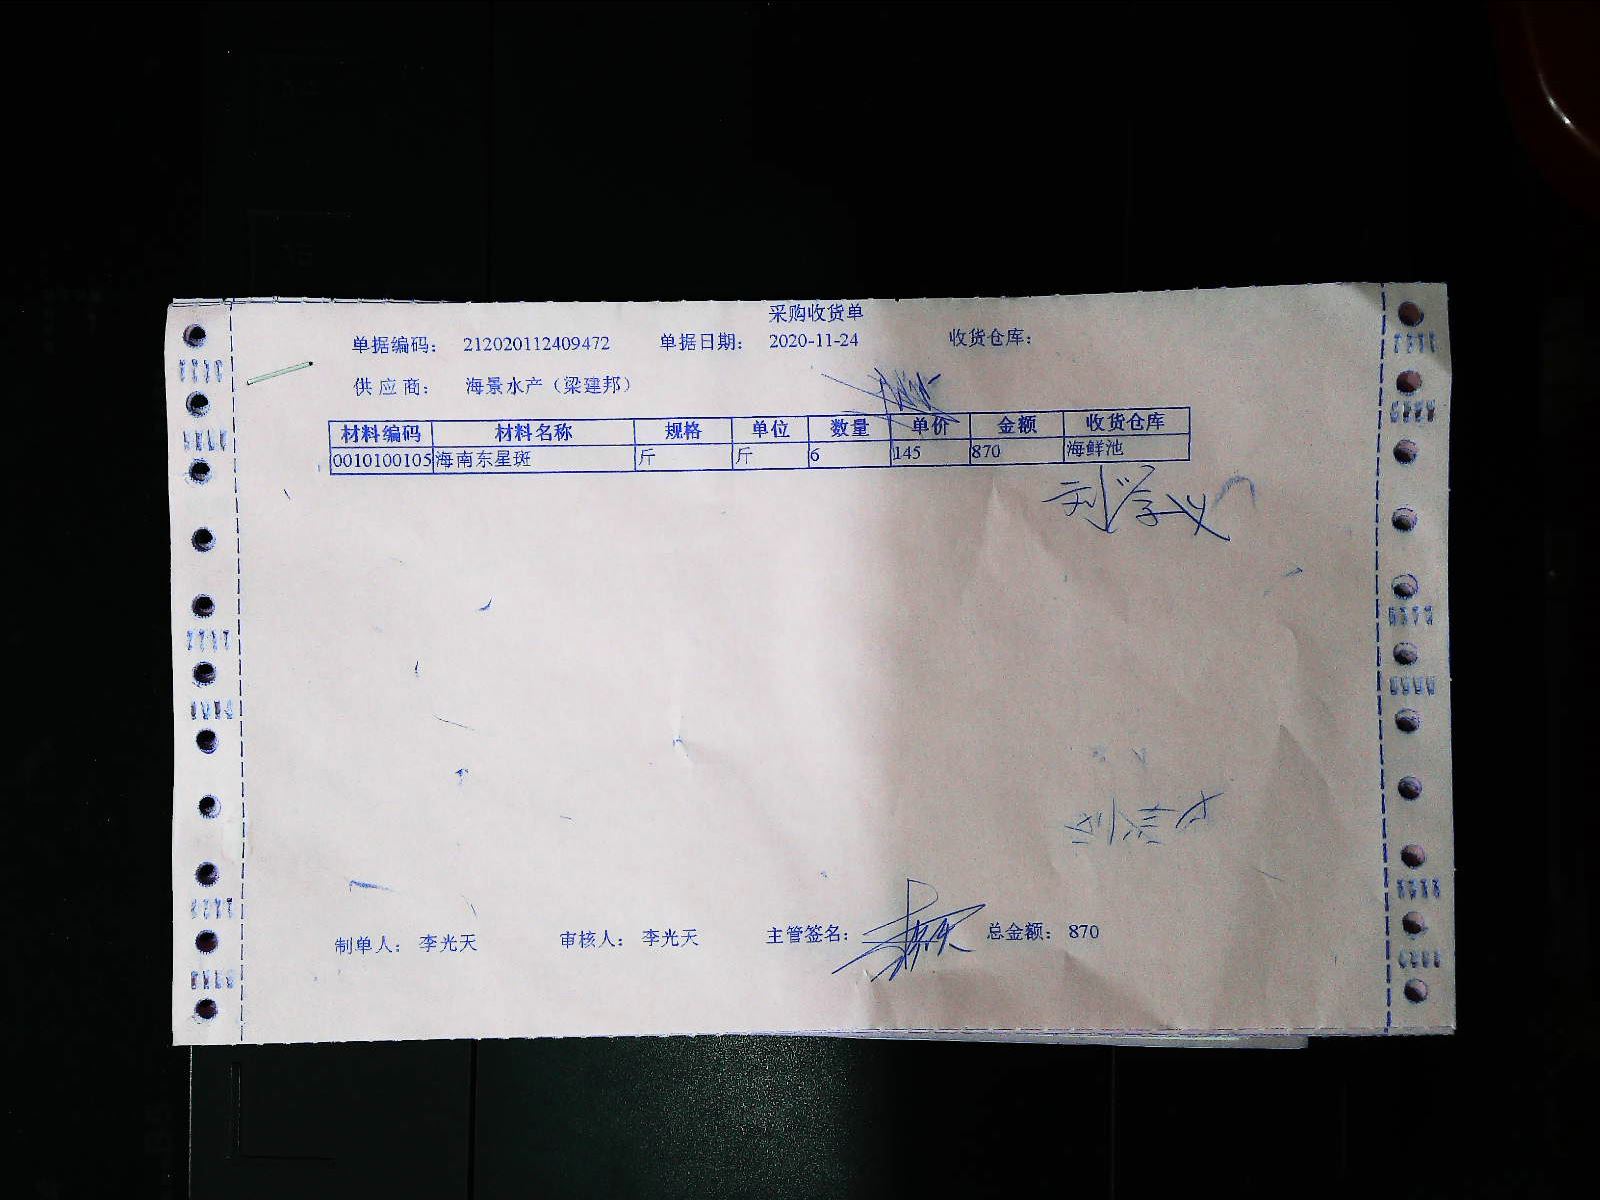 采购收货单
单据编码： 212020112409472 单据日期： 2020-11-24 收货仓库：
供 应 商： 海景水产（梁建邦）
材料编码 材料名称 规格 单位 数量 单价 金额 收货仓库
0010100105 海南东星斑 斤 斤 6 145 870 海鲜池
刘学义
制单人： 李光天 审核人： 李光天 主管签名： 总金额： 870